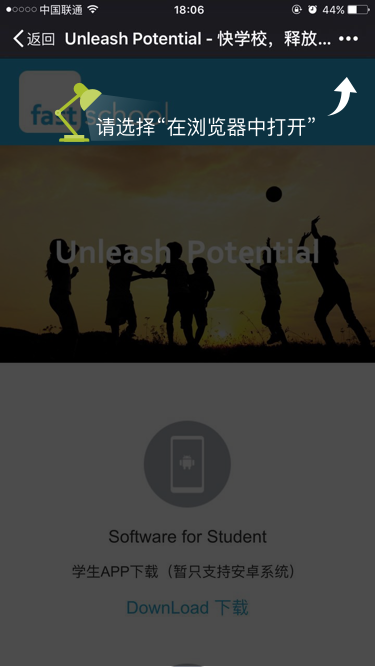 中国联通
18:06
44%
返回
Unleash Potential - 快学校，释放...
fast school
请选择“在浏览器中打开”
Unleash Potential
Software for Student
学生APP下载（暂只支持安卓系统）
DownLoad 下载